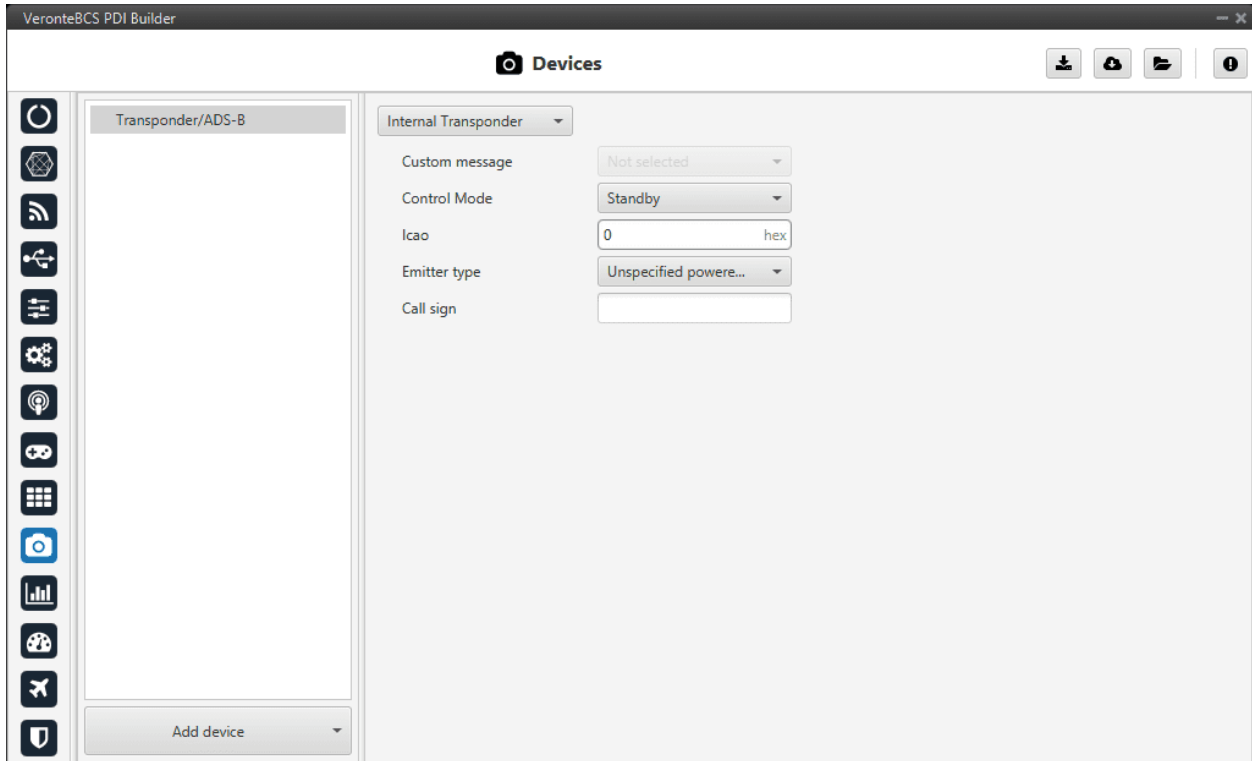 VeronteBCS PDI Builder
Devices
Transponder/ADS-B
Internal Transponder
Custom message Not selected
Control Mode Standby
Icao 0 hex
Emitter type Unspecified powere...
Call sign
Add device